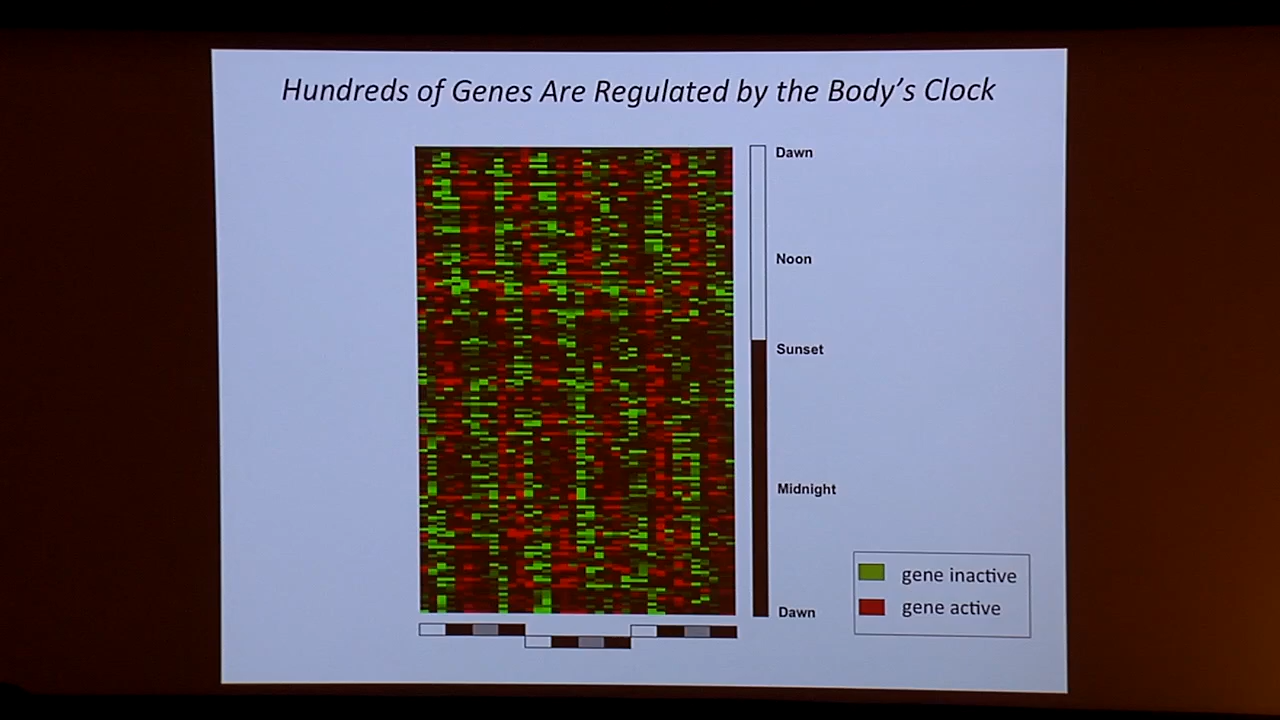 Hundreds of Genes Are Regulated by the Body's Clock
Dawn
Noon
Sunset
Midnight
Dawn
gene inactive
gene active